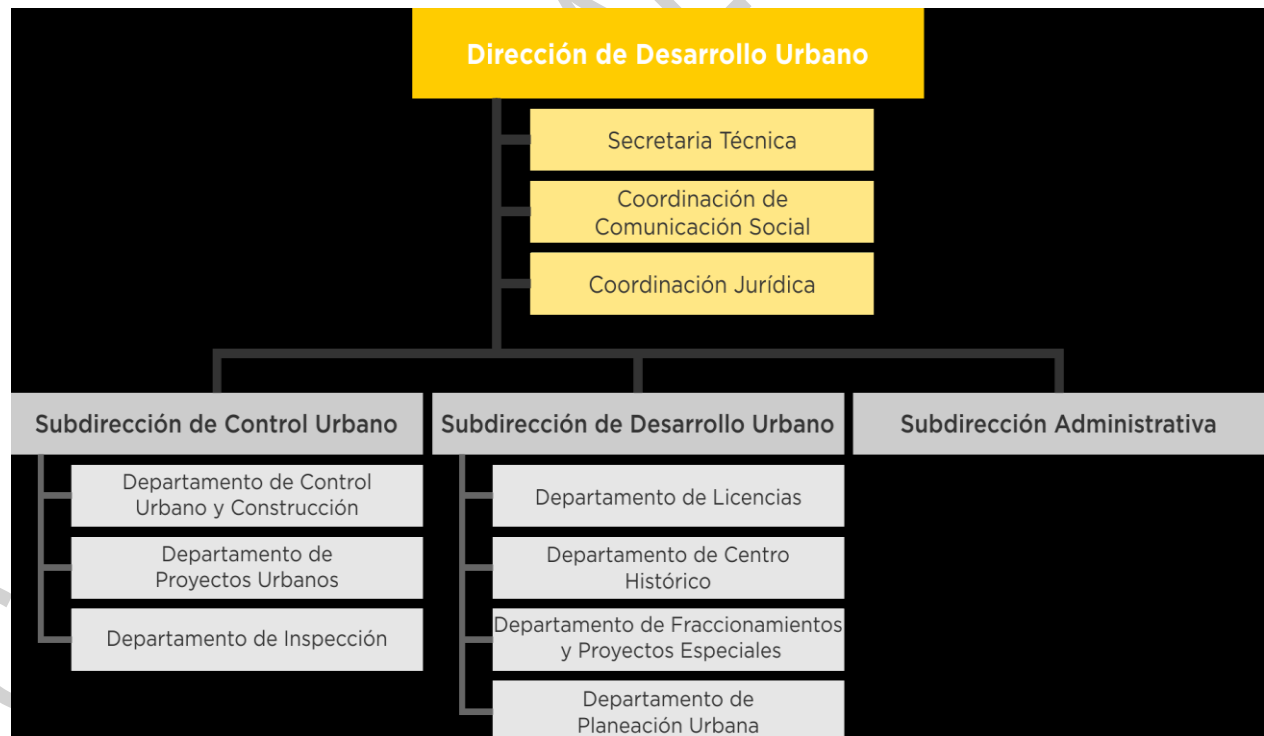 Dirección de Desarrollo Urbano
Secretaria Técnica
Coordinación de
Comunicación Social
Coordinación Jurídica
Subdirección de Control Urbano
Departamento de Control
Urbano y Construcción
Departamento de
Proyectos Urbanos
Departamento de Inspección
Subdirección de Desarrollo Urbano
Departamento de Licencias
Departamento de Centro
Histórico
Departamento de Fraccionamientos
y Proyectos Especiales
Departamento de
Planeación Urbana
Subdirección Administrativa